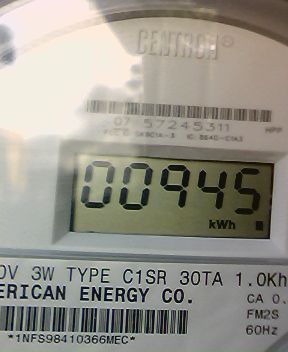 CENTRON®
07 57245311
HPP
00945
kWh
0V 3W TYPE C1SR 30TA 1.0Kh
ERICAN ENERGY CO.
CA 0.
FM2S
60Hz
*1NFS98410366MEC*